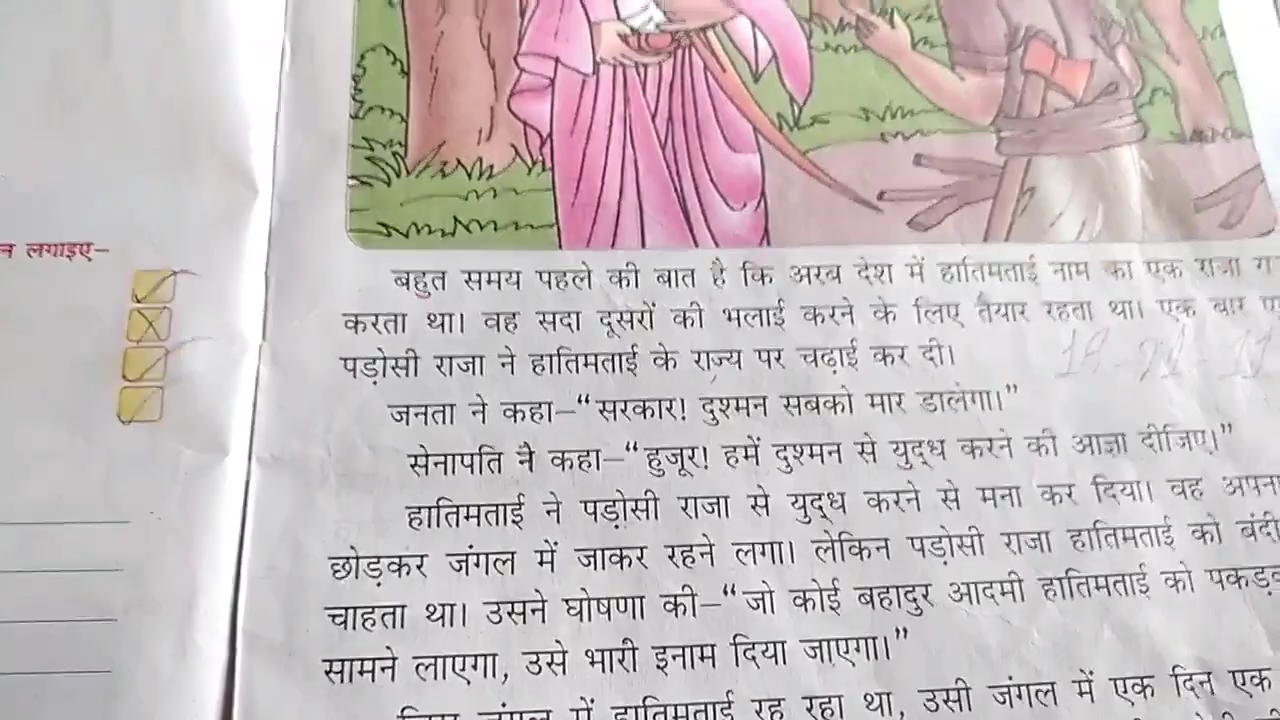 न लगाइए–
बहुत समय पहले की बात है कि अरब देश में हातिमताई नाम का एक राजा
करता था। वह सदा दूसरों की भलाई करने के लिए तैयार रहता था। एक बार
पड़ोसी राजा ने हातिमताई के राज्य पर चढ़ाई कर दी।
जनता ने कहा–“सरकार! दुश्मन सबको मार डालेगा।”
सेनापति ने कहा–“हुजूर! हमें दुश्मन से युद्ध करने की आज्ञा दीजिए।”
हातिमताई ने पड़ोसी राजा से युद्ध करने से मना कर दिया। वह अपना
छोड़कर जंगल में जाकर रहने लगा। लेकिन पड़ोसी राजा हातिमताई को बंदी
चाहता था। उसने घोषणा की–“जो कोई बहादुर आदमी हातिमताई को
सामने लाएगा, उसे भारी इनाम दिया जाएगा।”
जंगल में हातिमताई रह रहा था, उसी जंगल में एक दिन एक